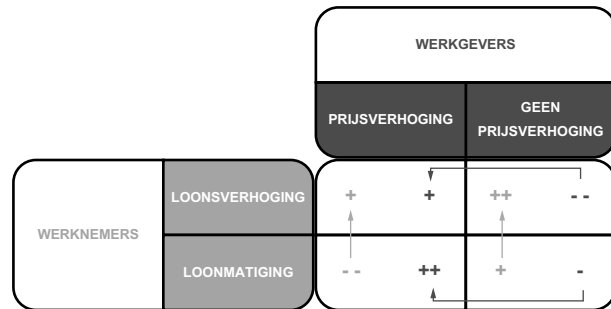 WERKGEVERS
PRIJSVERHOGING
GEEN
PRIJSVERHOGING
WERKNEMERS
LOONSVERHOGING
+ + ++ - -
LOONMATIGING
- - ++ + -